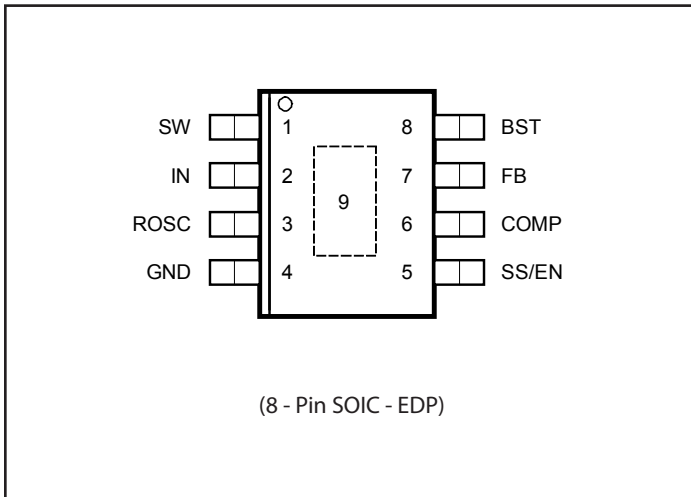 SW 1 8 BST
IN 2 7 FB
9
ROSC 3 6 COMP
GND 4 5 SS/EN
(8 - Pin SOIC - EDP)